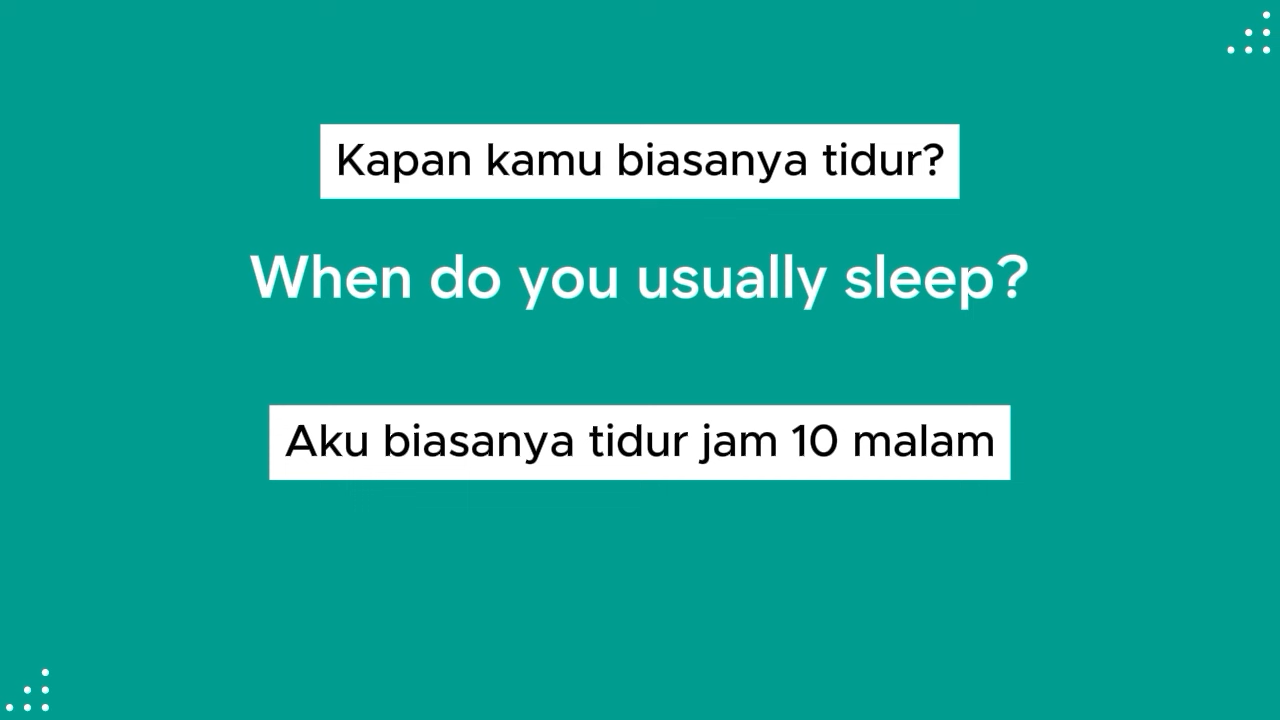 Kapan kamu biasanya tidur?
When do you usually sleep?
Aku biasanya tidur jam 10 malam